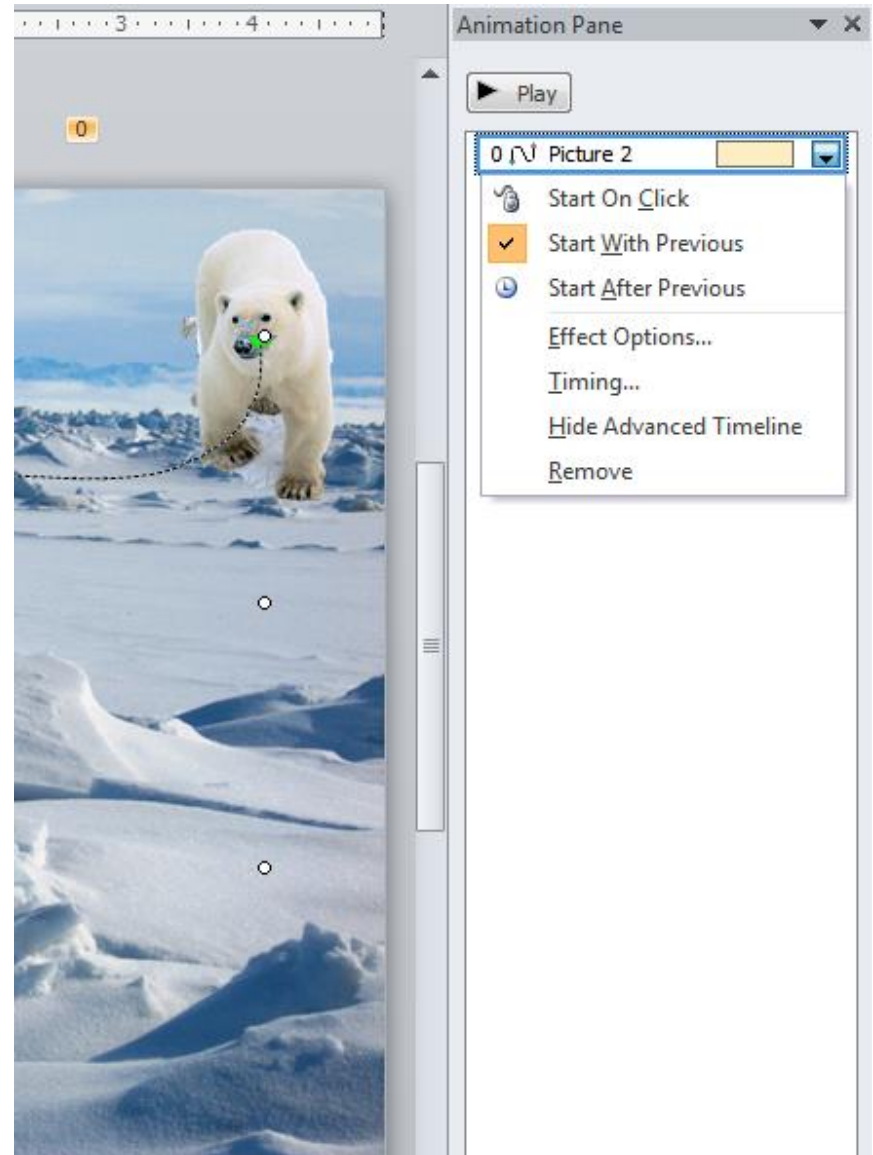 3 4
Animation Pane
Play
0
0 Picture 2
Start On Click
Start With Previous
Start After Previous
Effect Options...
Timing...
Hide Advanced Timeline
Remove